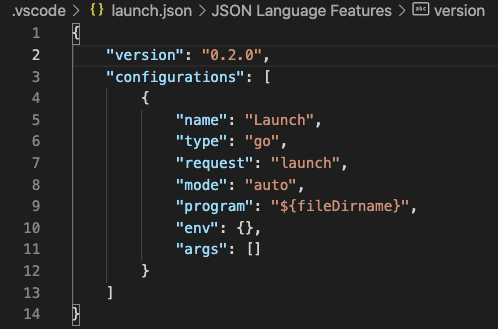 .vscode > {} launch.json > JSON Language Features > abc version
1 {
2     "version": "0.2.0",
3     "configurations": [
4         {
5             "name": "Launch",
6             "type": "go",
7             "request": "launch",
8             "mode": "auto",
9             "program": "${fileDirname}",
10             "env": {},
11             "args": []
12         }
13     ]
14 }